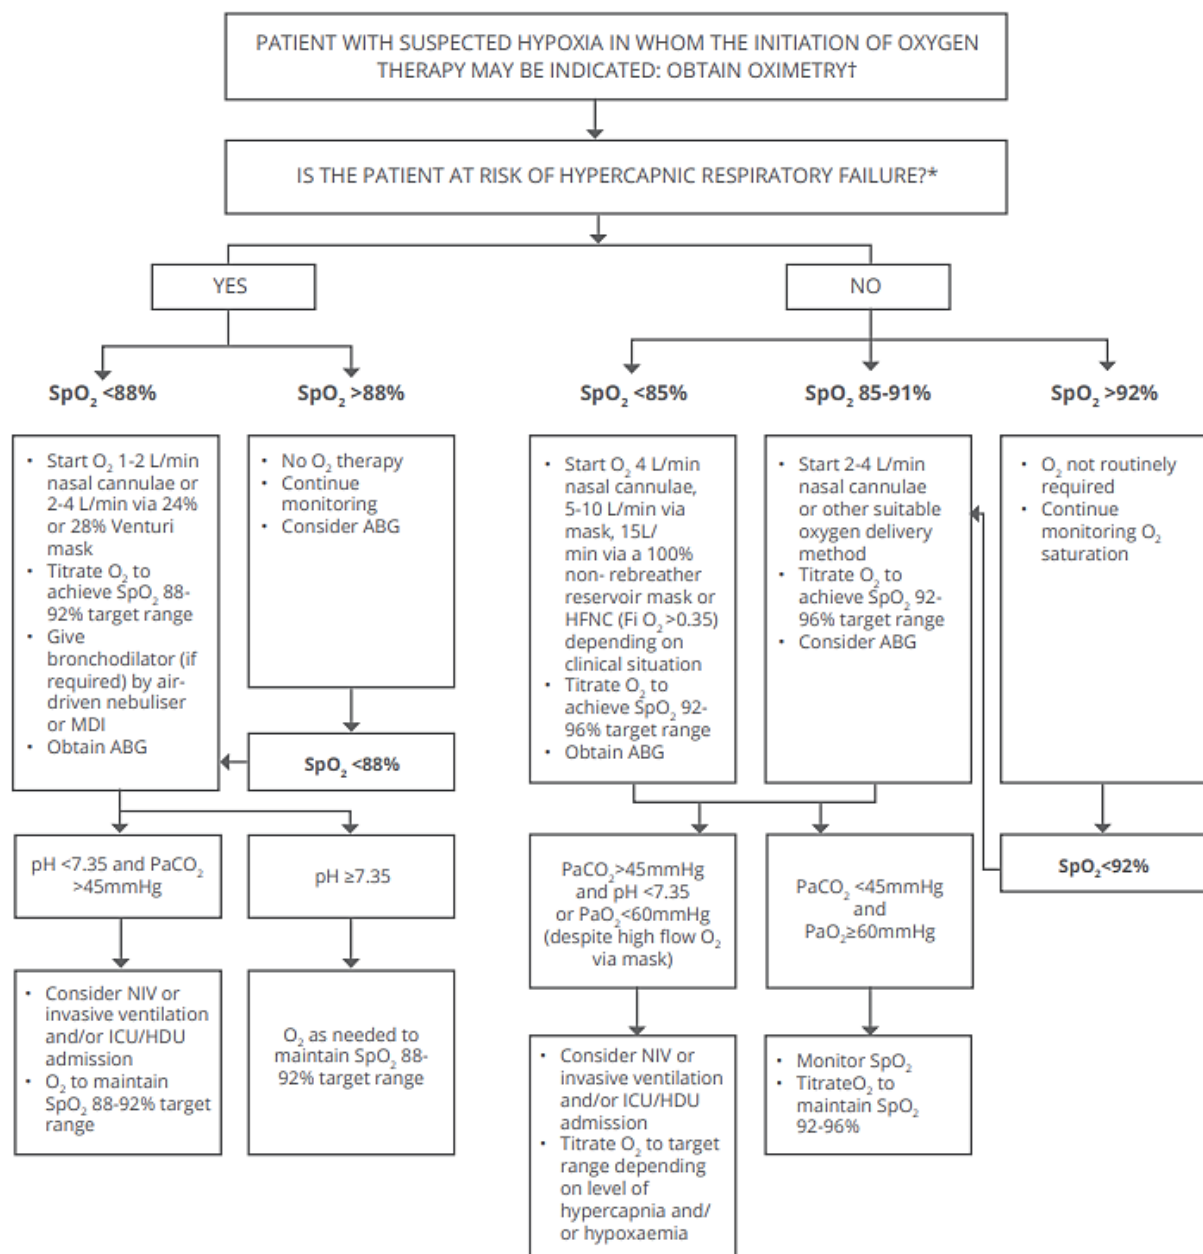 PATIENT WITH SUSPECTED HYPOXIA IN WHOM THE INITIATION OF OXYGEN
THERAPY MAY BE INDICATED: OBTAIN OXIMETRY†
IS THE PATIENT AT RISK OF HYPERCAPNIC RESPIRATORY FAILURE?*
YES
NO
SpO₂ <88%
SpO₂ >88%
SpO₂ <85%
SpO₂ 85-91%
SpO₂ >92%
• Start O₂ 1-2 L/min
nasal cannulae or
2-4 L/min via 24%
or 28% Venturi
mask
• Titrate O₂ to
achieve SpO₂ 88-
92% target range
• Give
bronchodilator (if
required) by air-
driven nebuliser
or MDI
• Obtain ABG
• No O₂ therapy
• Continue
monitoring
• Consider ABG
SpO₂ <88%
• Start O₂ 4 L/min
nasal cannulae,
5-10 L/min via
mask, 15L/
min via a 100%
non- rebreather
reservoir mask or
HFNC (Fi O₂ >0.35)
depending on
clinical situation
• Titrate O₂ to
achieve SpO₂ 92-
96% target range
• Obtain ABG
• Start 2-4 L/min
nasal cannulae
or other suitable
oxygen delivery
method
• Titrate O₂ to
achieve SpO₂ 92-
96% target range
• Consider ABG
• O₂ not routinely
required
• Continue
monitoring O₂
saturation
SpO₂<92%
pH <7.35 and PaCO₂
>45mmHg
pH ≥7.35
PaCO₂>45mmHg
and pH <7.35
or PaO₂<60mmHg
(despite high flow O₂
via mask)
PaCO₂ <45mmHg
and
PaO₂≥60mmHg
• Consider NIV or
invasive ventilation
and/or ICU/HDU
admission
• O₂ to maintain
SpO₂ 88-92% target
range
O₂ as needed to
maintain SpO₂ 88-
92% target range
• Consider NIV or
invasive ventilation
and/or ICU/HDU
admission
• Titrate O₂ to target
range depending
on level of
hypercapnia and/
or hypoxaemia
• Monitor SpO₂
• TitrateO₂ to
maintain SpO₂
92-96%